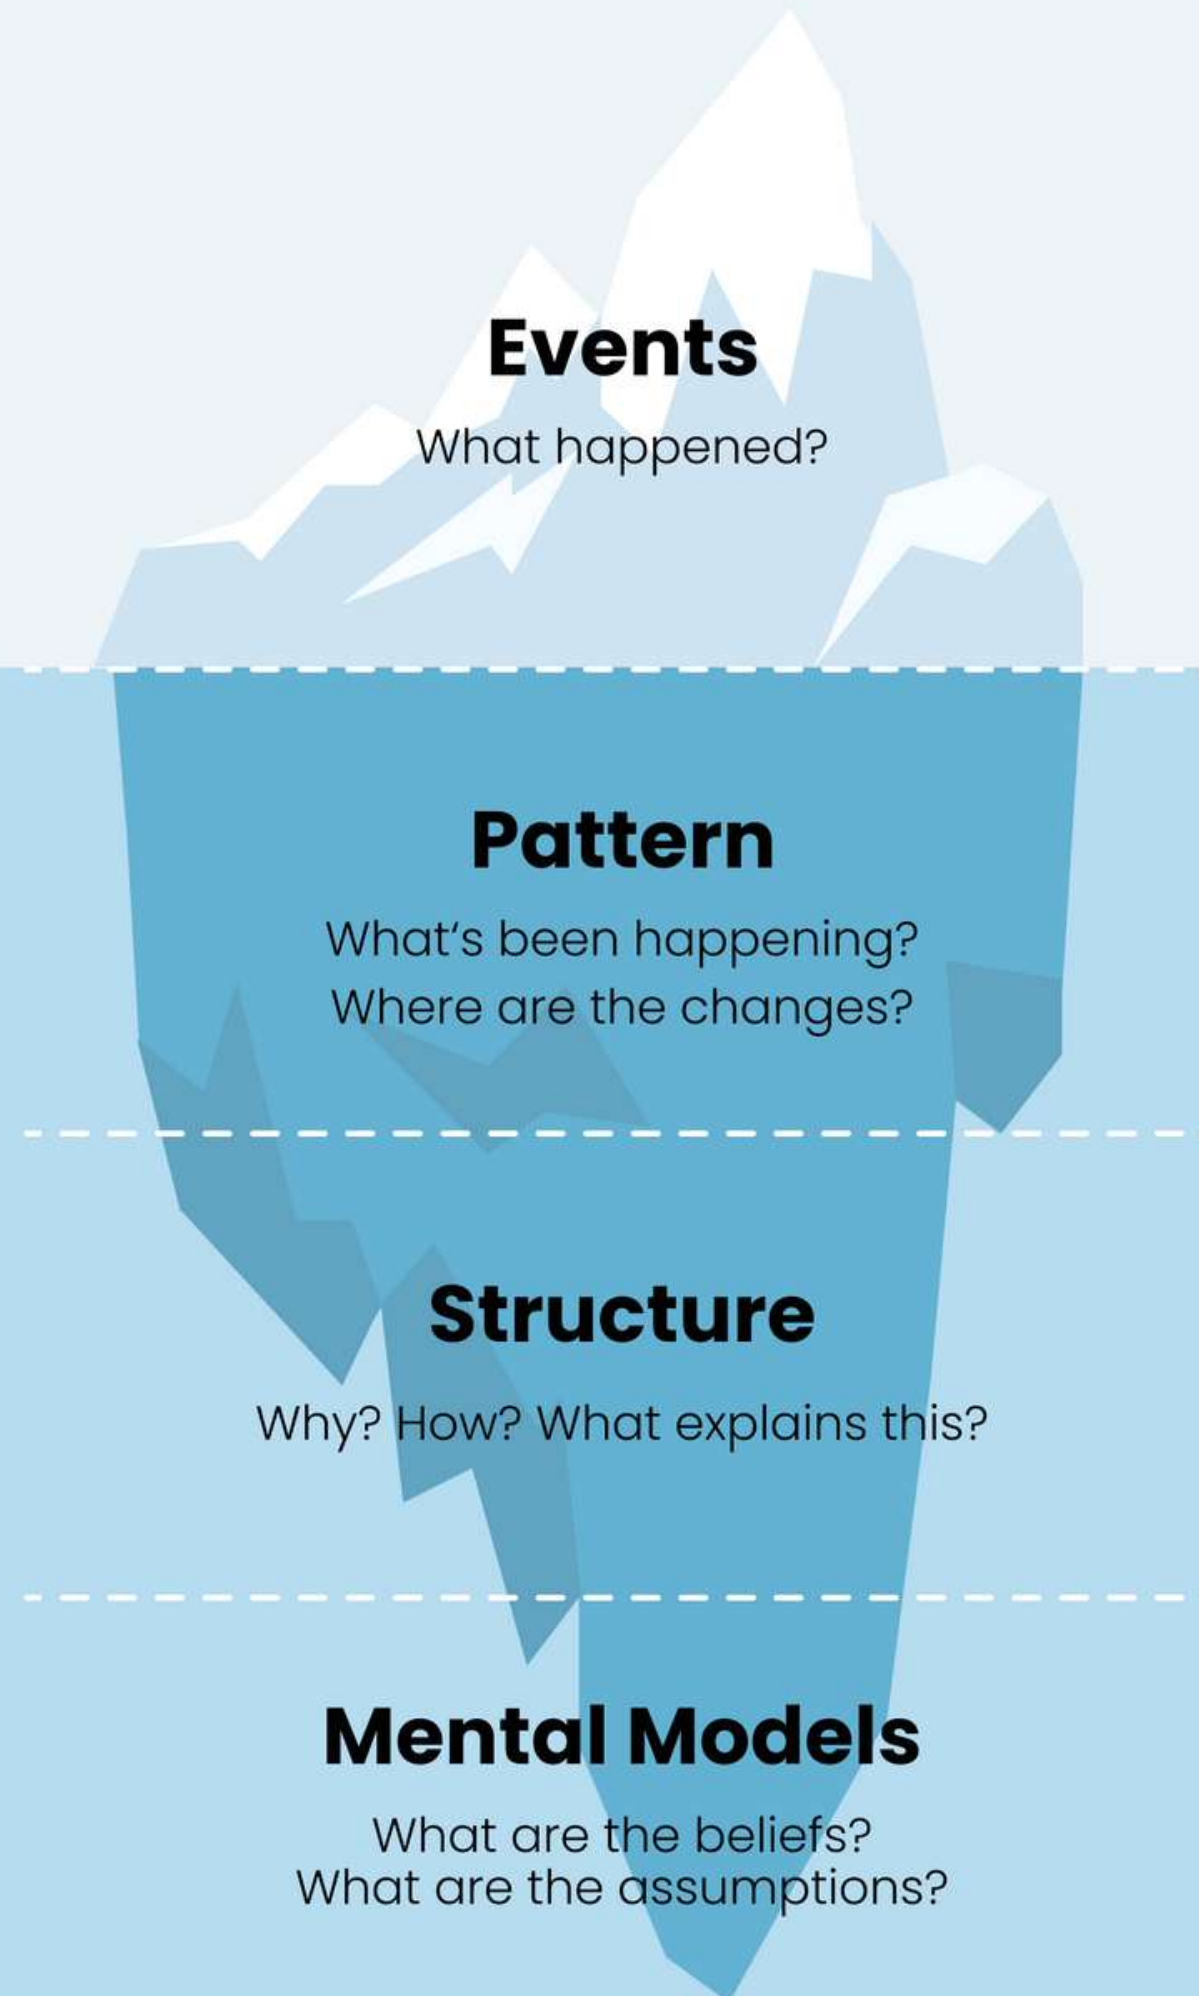 Events
What happened?
Pattern
What‘s been happening?
Where are the changes?
Structure
Why? How? What explains this?
Mental Models
What are the beliefs?
What are the assumptions?